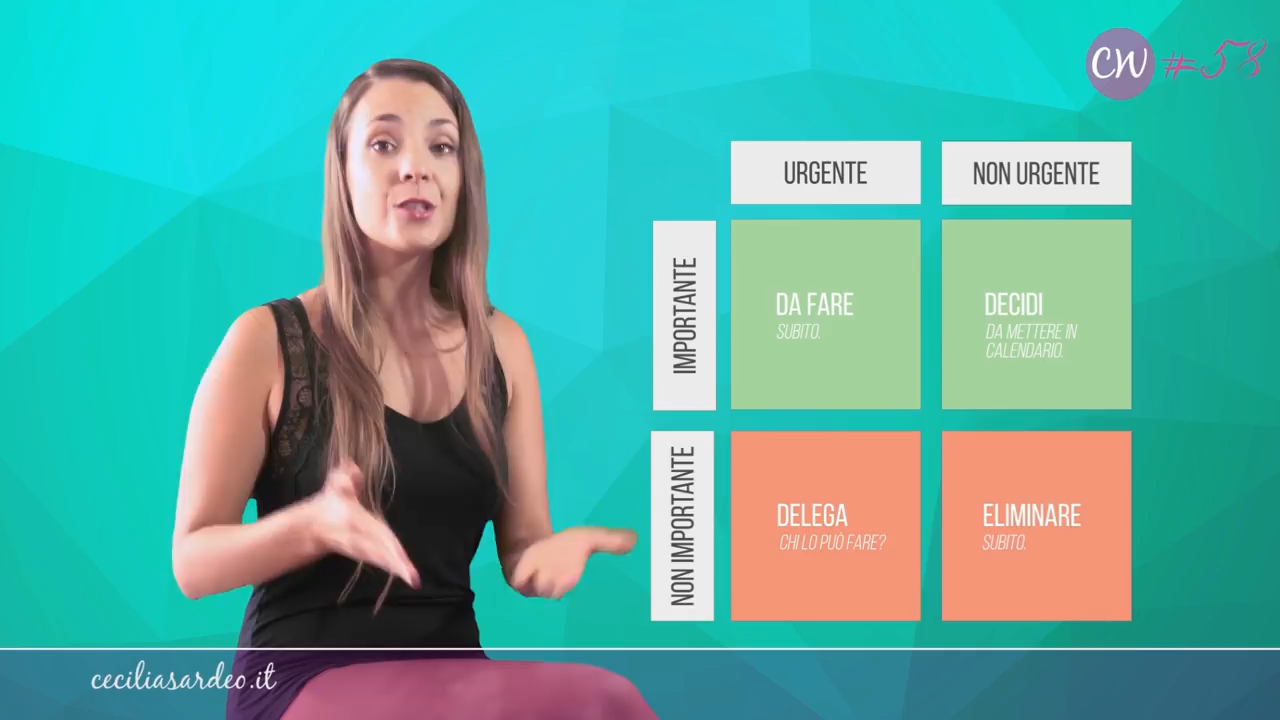 CW #58
URGENTE
NON URGENTE
IMPORTANTE
DA FARE
SUBITO.
DECIDI
DA METTERE IN
CALENDARIO.
NON IMPORTANTE
DELEGA
CHI LO PUÒ FARE?
ELIMINARE
SUBITO.
ceciliasardeo.it